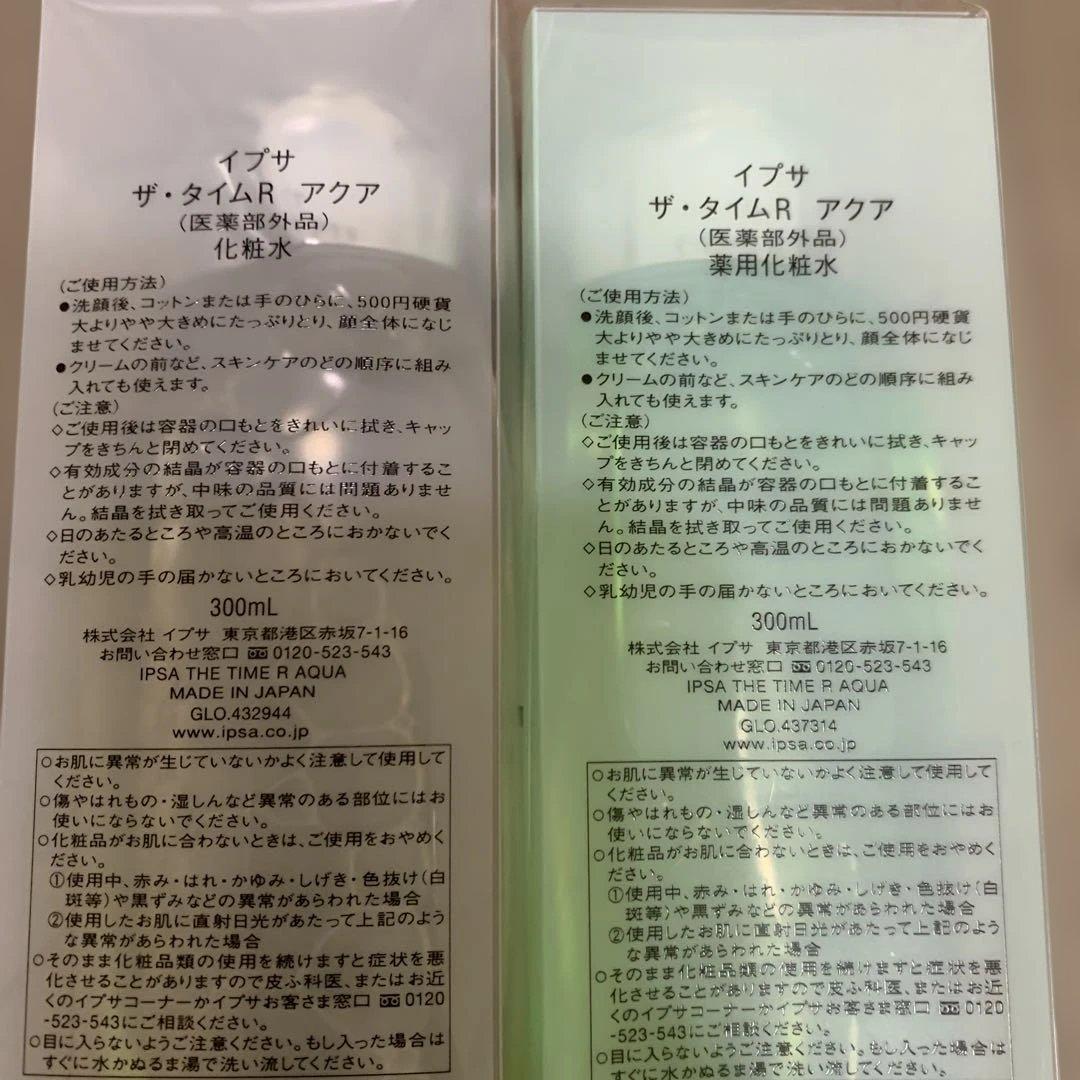 イプサ
ザ・タイムR アクア
(医薬部外品)
化粧水
(ご使用方法)
●洗顔後、コットンまたは手のひらに、500円硬貨
大よりやや大きめにたっぷりとり、顔全体になじ
ませてください。
●クリームの前など、スキンケアのどの順序に組み
入れても使えます。
(ご注意)
◇ご使用後は容器の口もとをきれいに拭き、キャッ
プをきちんと閉めてください。
◇有効成分の結晶が容器の口もとに付着するこ
とがありますが、中味の品質には問題ありませ
ん。結晶を拭き取ってご使用ください。
◇日のあたるところや高温のところにおかないでく
ださい。
◇乳幼児の手の届かないところにおいてください。
300mL
株式会社 イプサ 東京都港区赤坂7-1-16
お問い合わせ窓口 0120-523-543
IPSA THE TIME R AQUA
MADE IN JAPAN
GLO.432944
www.ipsa.co.jp
○お肌に異常が生じていないかよく注意して使用して
ください。
○傷やはれもの・湿しんなど異常のある部位にはお
使いにならないでください。
○化粧品がお肌に合わないときは、ご使用をおやめく
ださい。
①使用中、赤み・はれ・かゆみ・しげき・色抜け(白
斑等)や黒ずみなどの異常があらわれた場合
②使用したお肌に直射日光があたって上記のよう
な異常があらわれた場合
○そのまま化粧品類の使用を続けますと症状を悪
化させることがありますので皮ふ科医、またはお近
くのイプサコーナーかイプサお客さま窓口 0120
-523-543にご相談ください。
○目に入らないようご注意ください。もし入った場合は
すぐに水かぬるま湯で洗い流してください。
イプサ
ザ・タイムR アクア
(医薬部外品)
薬用化粧水
(ご使用方法)
●洗顔後、コットンまたは手のひらに、500円硬貨
大よりやや大きめにたっぷりとり、顔全体になじ
ませてください。
●クリームの前など、スキンケアのどの順序に組み
入れても使えます。
(ご注意)
◇ご使用後は容器の口もとをきれいに拭き、キャッ
プをきちんと閉めてください。
◇有効成分の結晶が容器の口もとに付着するこ
とがありますが、中味の品質には問題ありませ
ん。結晶を拭き取ってご使用ください。
◇日のあたるところや高温のところにおかないでく
ださい。
◇乳幼児の手の届かないところにおいてください。
300mL
株式会社 イプサ 東京都港区赤坂7-1-16
お問い合わせ窓口 0120-523-543
IPSA THE TIME R AQUA
MADE IN JAPAN
GLO.437314
www.ipsa.co.jp
○お肌に異常が生じていないかよく注意して使用して
ください。
○傷やはれもの・湿しんなど異常のある部位にはお
使いにならないでください。
○化粧品がお肌に合わないときは、ご使用をおやめく
ださい。
①使用中、赤み・はれ・かゆみ・しげき・色抜け(白
斑等)や黒ずみなどの異常があらわれた場合
②使用したお肌に直射日光があたって上記のよう
な異常があらわれた場合
○そのまま化粧品類の使用を続けますと症状を悪
化させることがありますので皮ふ科医、またはお近
くのイプサコーナーかイプサお客さま窓口 0120
-523-543にご相談ください。
○目に入らないようご注意ください。もし入った場合は
すぐに水かぬるま湯で洗い流してください。